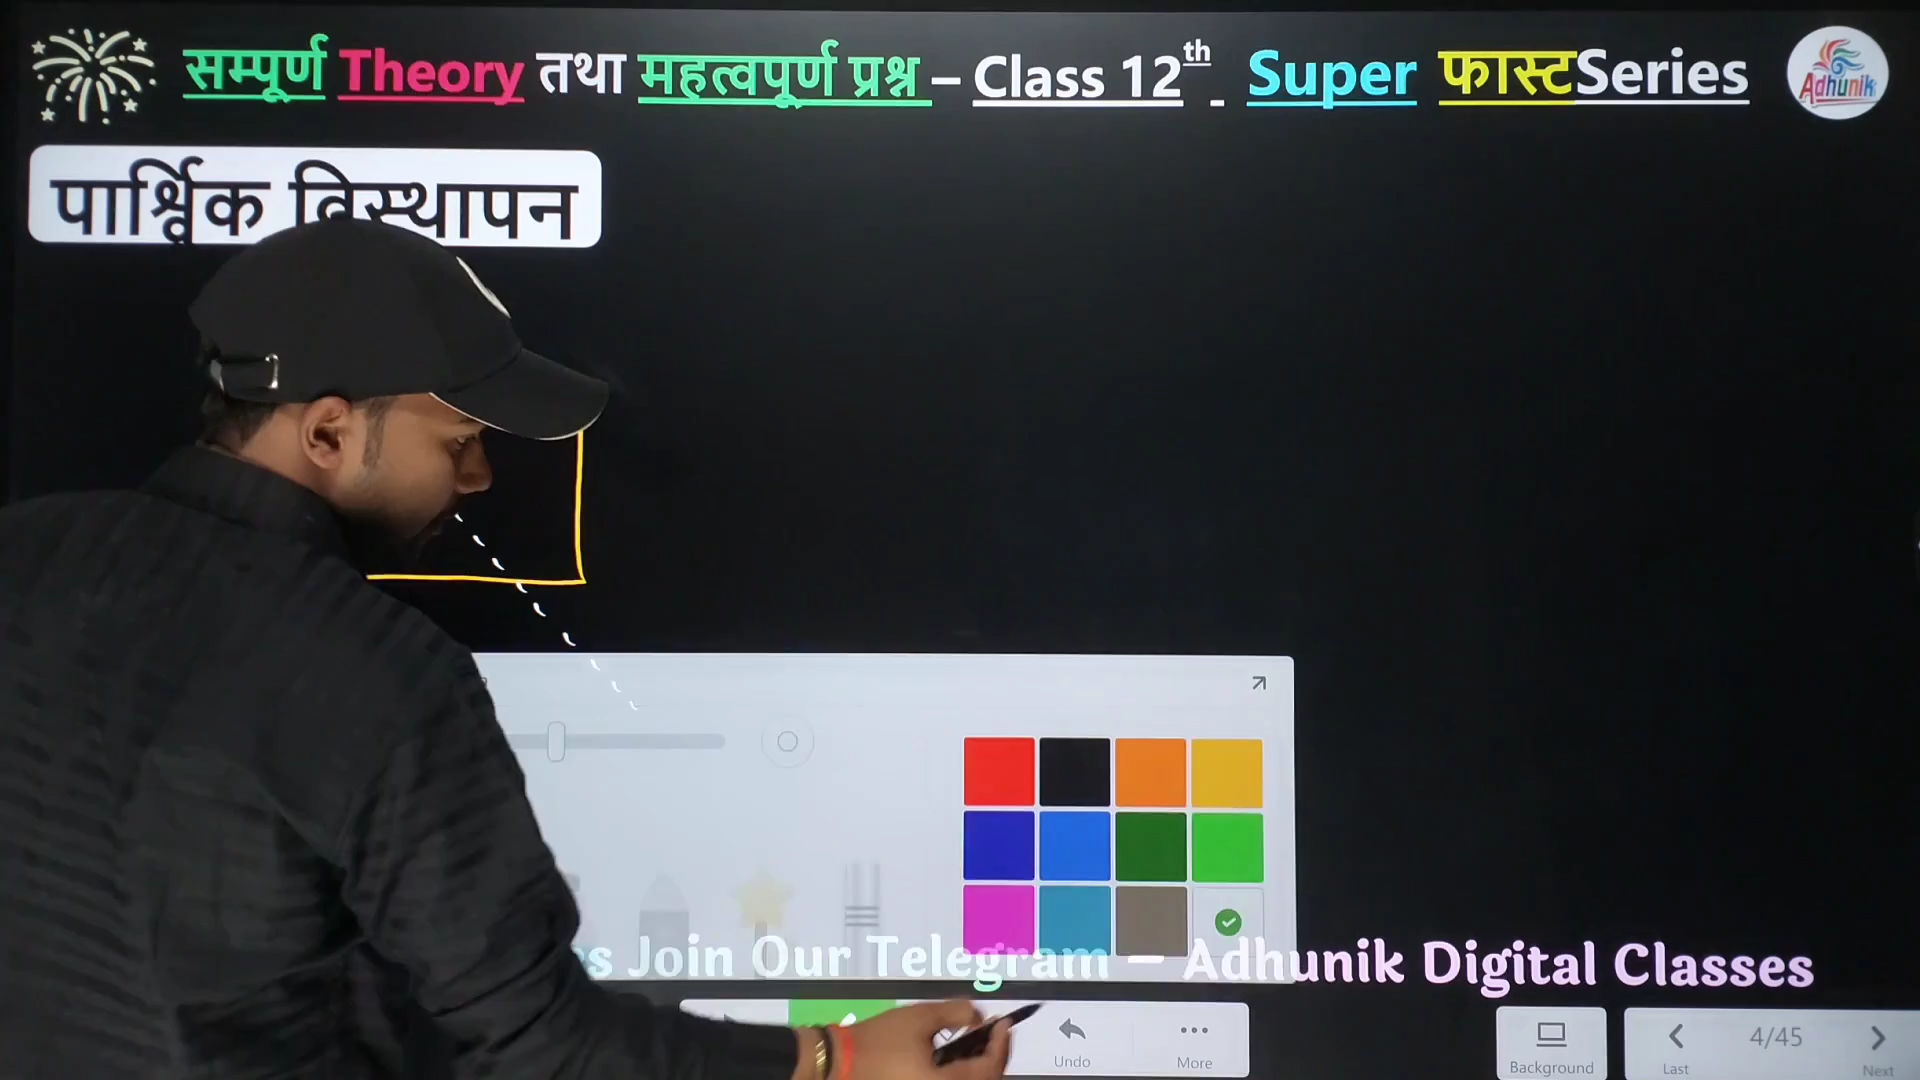 सम्पूर्ण Theory तथा महत्वपूर्ण प्रश्न – Class 12th - Super फास्टSeries
Adhunik
पार्श्विक विस्थापन
Join Our Telegram – Adhunik Digital Classes
Undo
More
Background
Last
4/45
Next